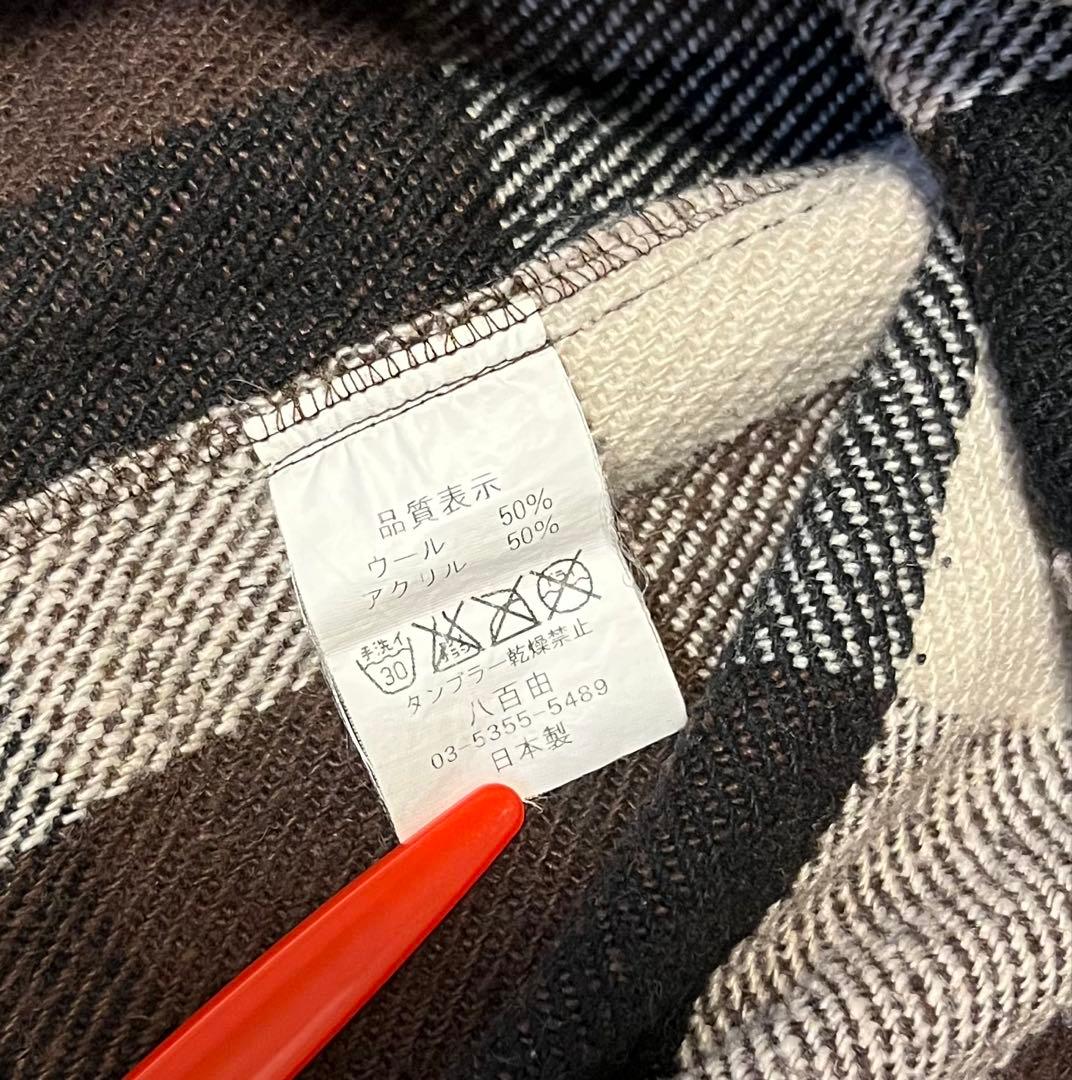 品質表示
ウール 50%
アクリル 50%
手洗イ
30
タンブラー乾燥禁止
八百由
03-5355-5489
日本製